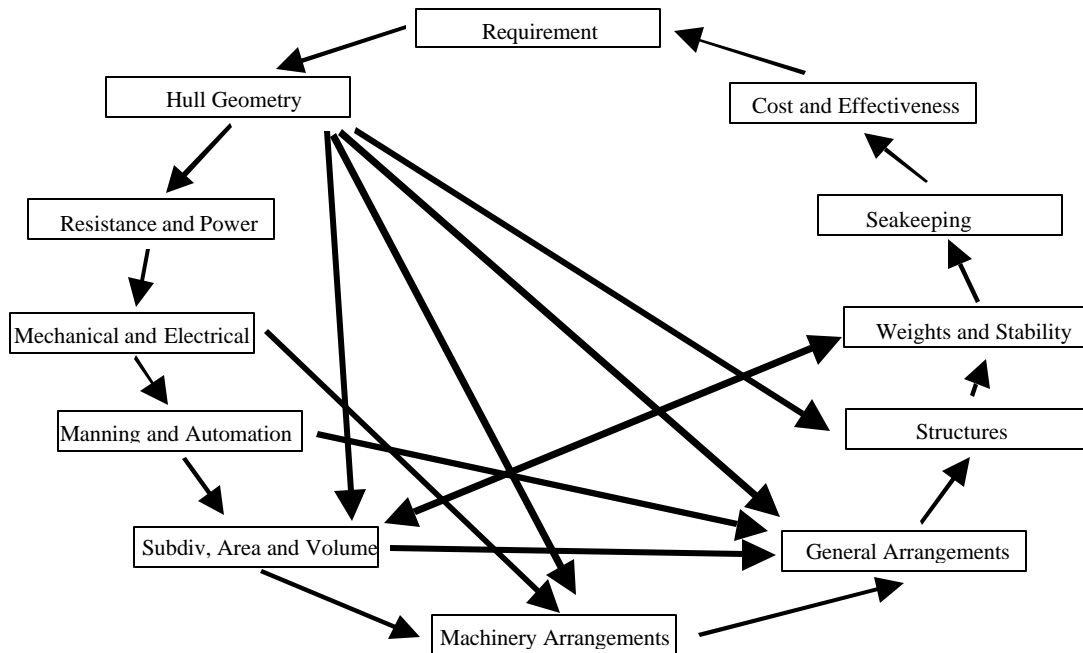 Requirement
Hull Geometry
Cost and Effectiveness
Resistance and Power
Seakeeping
Mechanical and Electrical
Weights and Stability
Manning and Automation
Structures
Subdiv, Area and Volume
General Arrangements
Machinery Arrangements